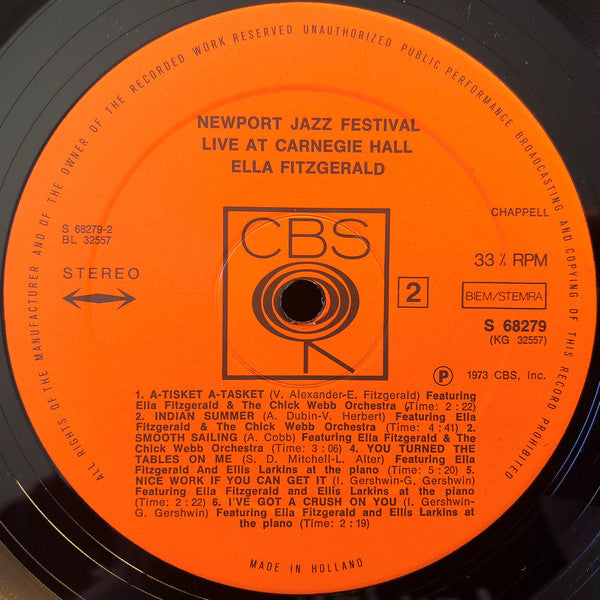 ALL RIGHTS OF THE MANUFACTURER AND OF THE OWNER OF THE RECORDED WORK RESERVED UNAUTHORIZED PUBLIC PERFORMANCE BROADCASTING AND COPYING OF THIS RECORD PROHIBITED
NEWPORT JAZZ FESTIVAL
LIVE AT CARNEGIE HALL
ELLA FITZGERALD
CHAPPELL
S 68279-2
BL 32557
STEREO
CBS
33⅓ RPM
2
BIEM/STEMRA
S 68279
(KG 32557)
Ⓟ 1973 CBS, Inc.
1. A-TISKET A-TASKET (V. Alexander-E. Fitzgerald) Featuring
Ella Fitzgerald & The Chick Webb Orchestra (Time: 2:22)
2. INDIAN SUMMER (A. Dubin-V. Herbert) Featuring Ella
Fitzgerald & The Chick Webb Orchestra (Time: 4:41) 2.
SMOOTH SAILING (A. Cobb) Featuring Ella Fitzgerald & The
Chick Webb Orchestra (Time: 3:06) 4. YOU TURNED THE
TABLES ON ME (S. D. Mitchell-L. Alter) Featuring Ella
Fitzgerald And Ellis Larkins at the piano (Time: 5:20) 5.
NICE WORK IF YOU CAN GET IT (I. Gershwin-G. Gershwin)
Featuring Ella Fitzgerald and Ellis Larkins at the piano
(Time: 2:22) 6. I'VE GOT A CRUSH ON YOU (I. Gershwin-
G. Gershwin) Featuring Ella Fitzgerald and Ellis Larkins at
the piano (Time: 2:19)
MADE IN HOLLAND